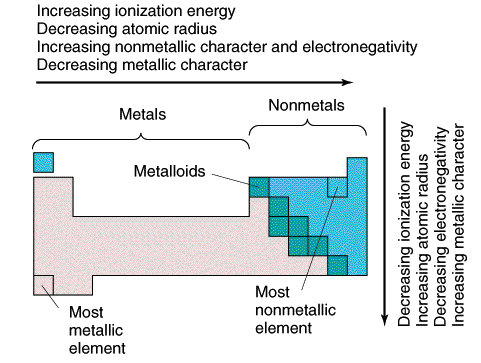 Increasing ionization energy
Decreasing atomic radius
Increasing nonmetallic character and electronegativity
Decreasing metallic character
Metals
Nonmetals
Metalloids
Most
metallic
element
Most
nonmetallic
element
Decreasing ionization energy
Increasing atomic radius
Decreasing electronegativity
Increasing metallic character